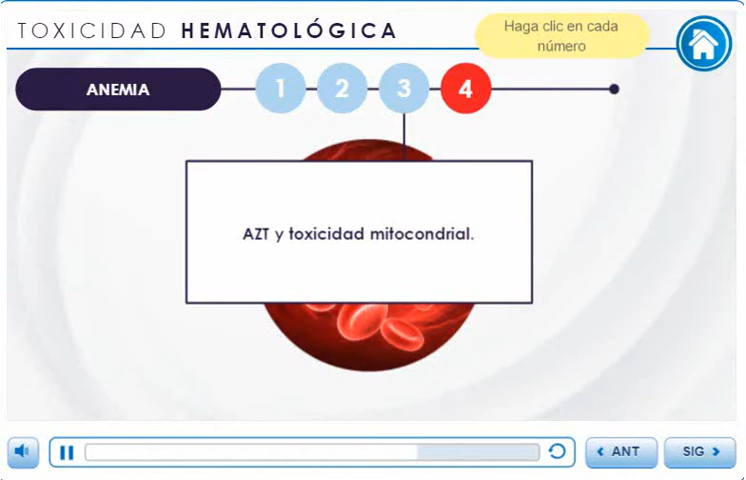 TOXICIDAD HEMATOLÓGICA
Haga clic en cada
número
ANEMIA
1
2
3
4
AZT y toxicidad mitocondrial.
ANT
SIG